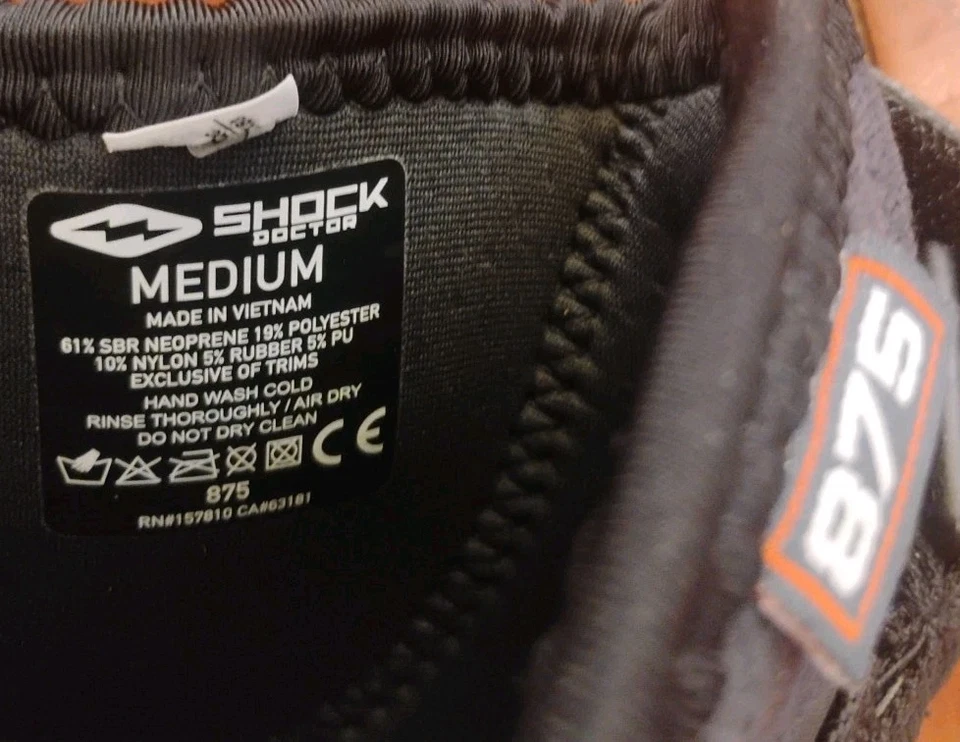 SHOCK
DOCTOR
MEDIUM
MADE IN VIETNAM
61% SBR NEOPRENE 19% POLYESTER
10% NYLON 5% RUBBER 5% PU
EXCLUSIVE OF TRIMS
HAND WASH COLD
RINSE THOROUGHLY / AIR DRY
DO NOT DRY CLEAN
CE
875
RN#157810 CA#63181
875